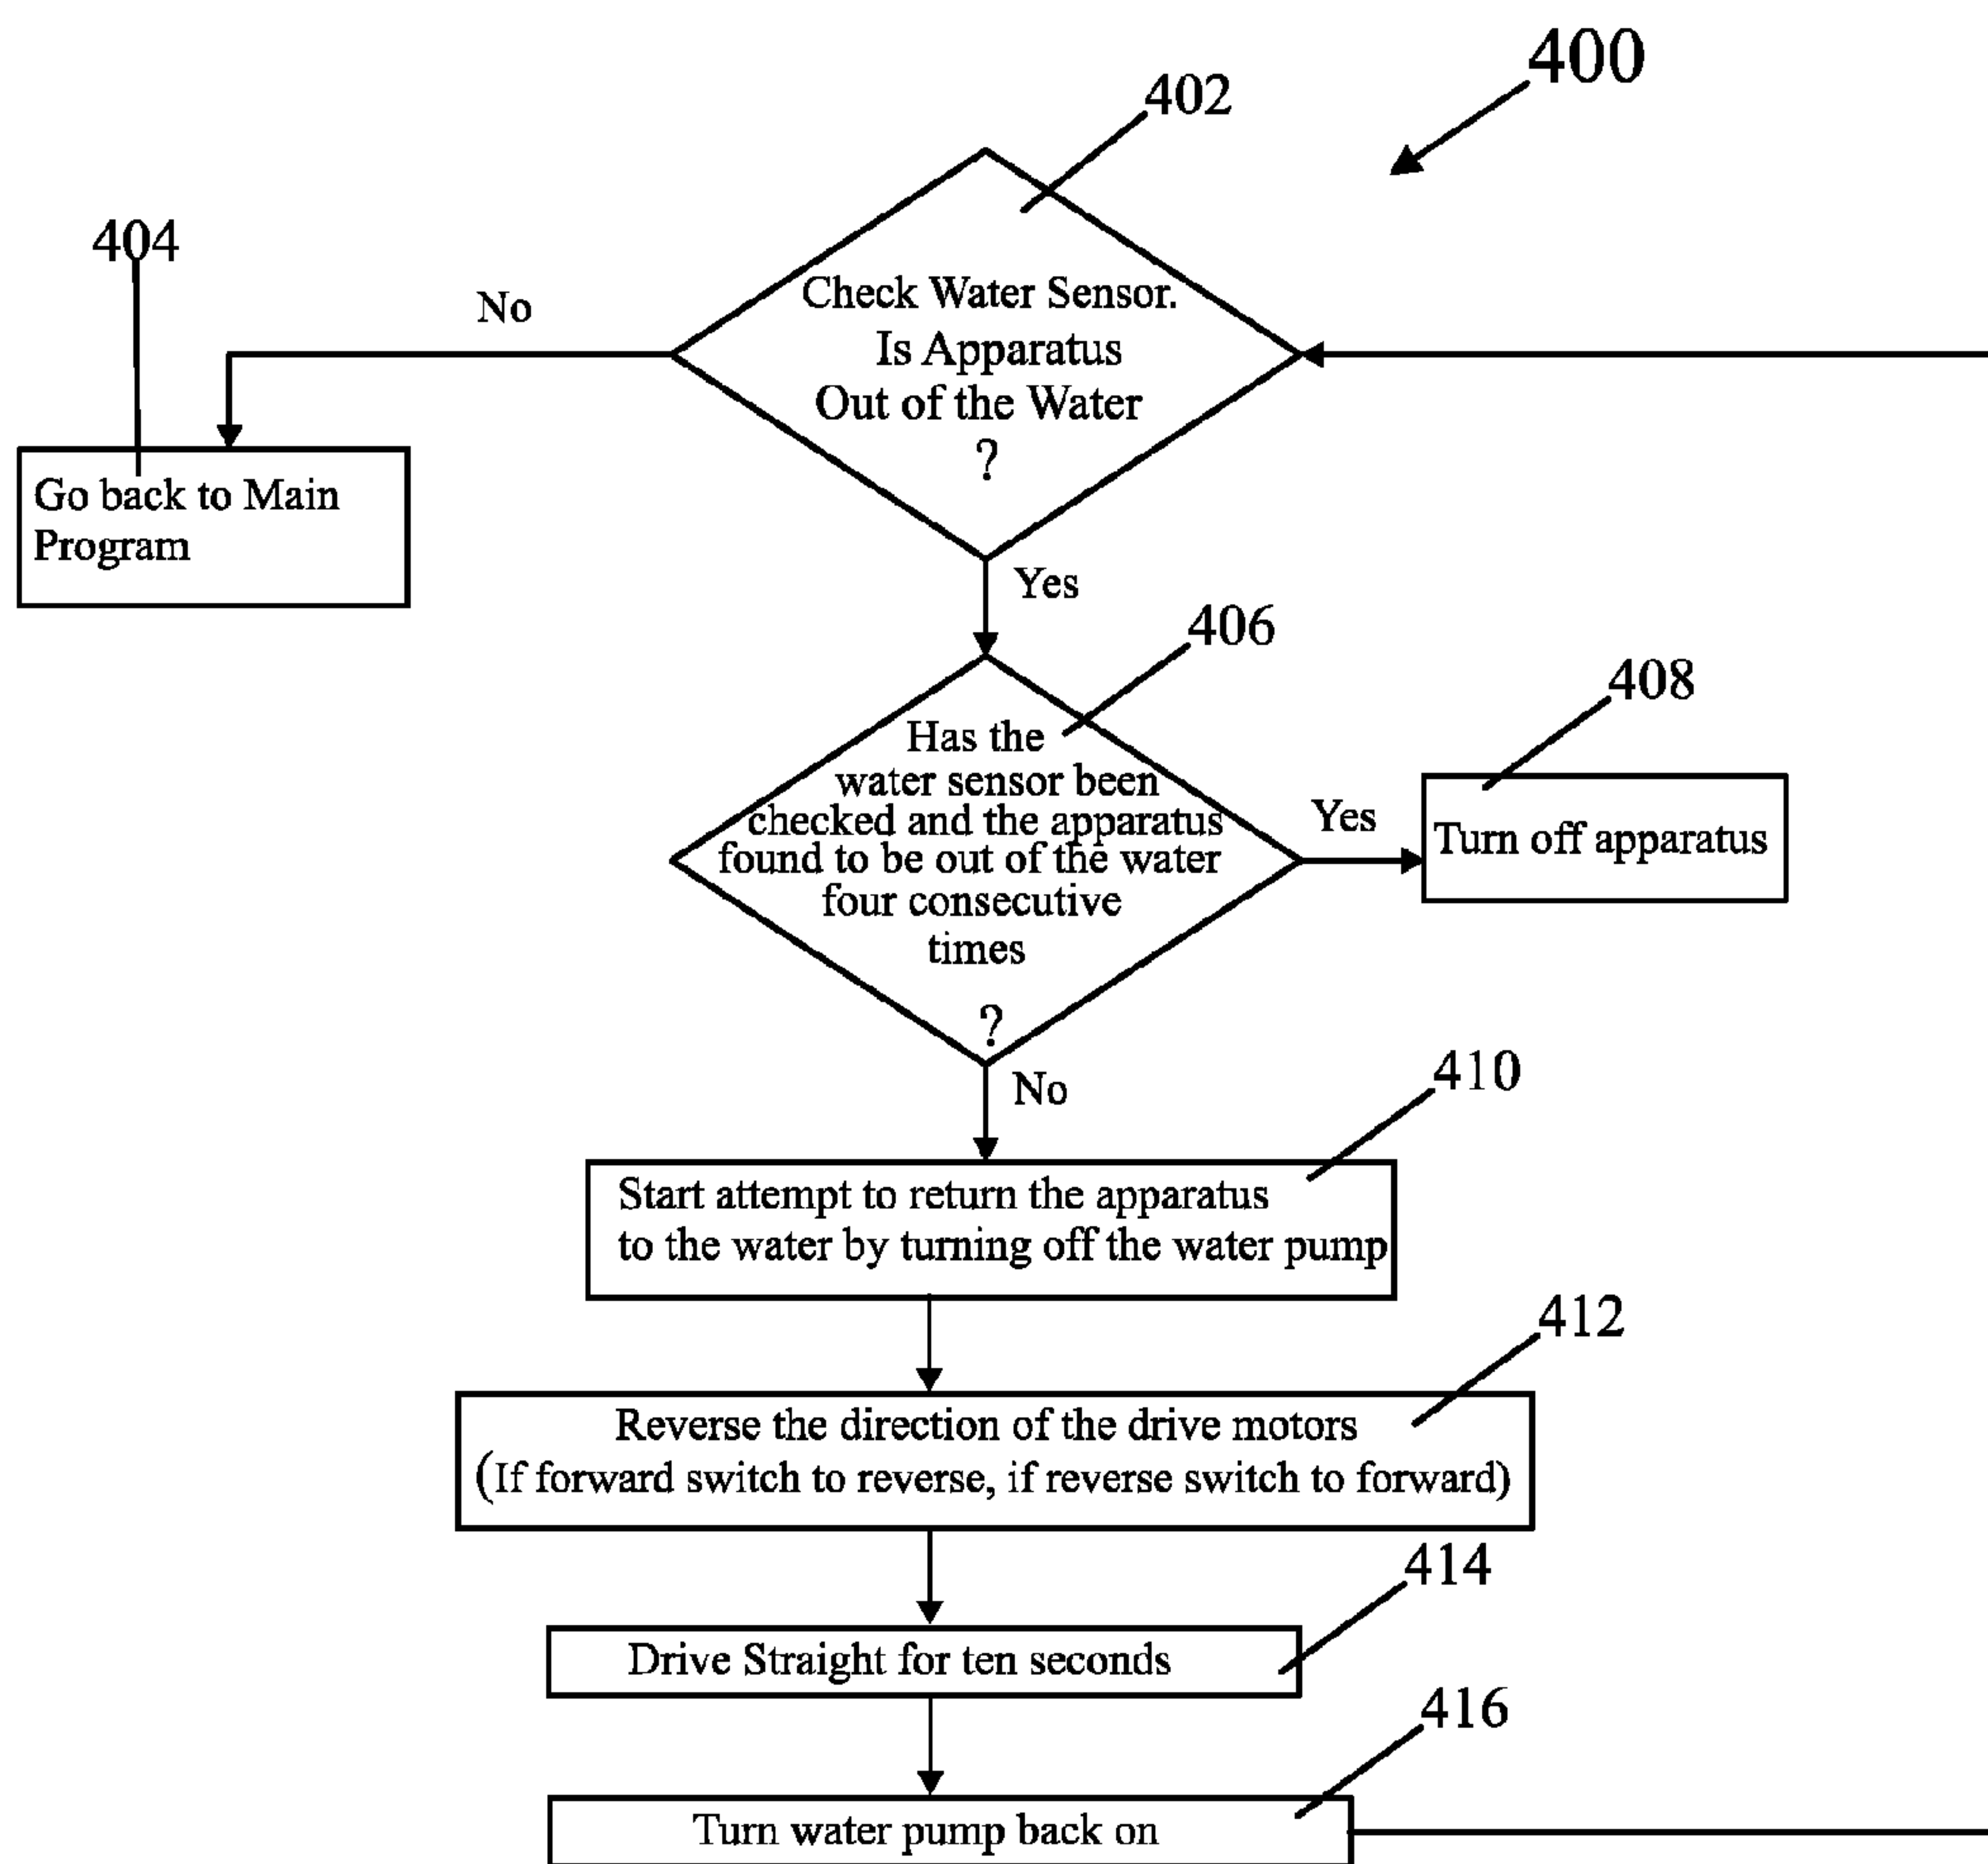 400
402
404
No
Check Water Sensor.
Is Apparatus
Out of the Water
?
Go back to Main
Program
Yes
406
408
Has the
water sensor been
checked and the apparatus
found to be out of the water
four consecutive
times
?
Yes
Turn off apparatus
No
410
Start attempt to return the apparatus
to the water by turning off the water pump
412
Reverse the direction of the drive motors
(If forward switch to reverse, if reverse switch to forward)
414
Drive Straight for ten seconds
416
Turn water pump back on